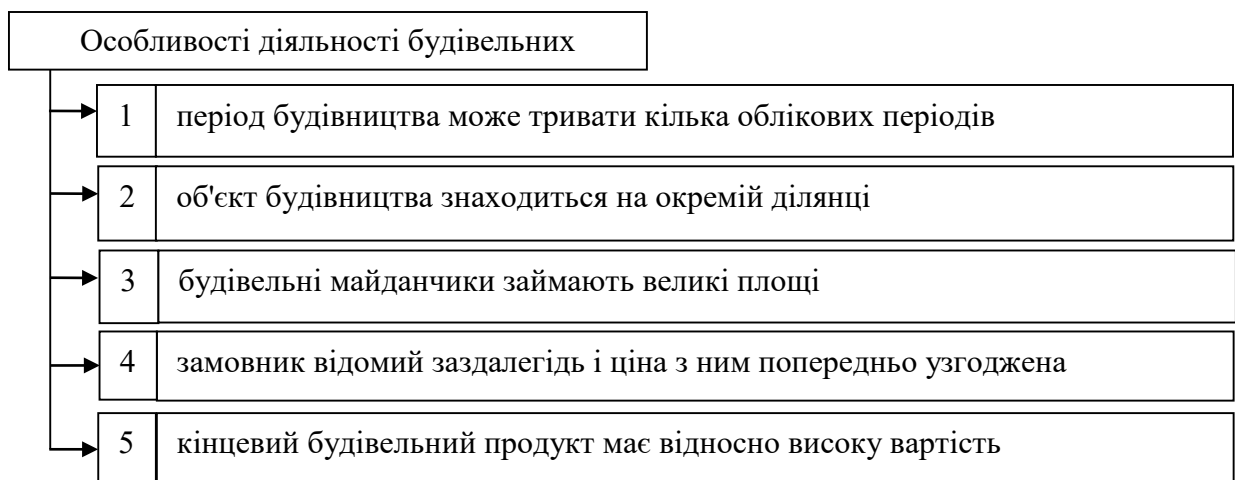 Особливості діяльності будівельних
1 період будівництва може тривати кілька облікових періодів
2 об'єкт будівництва знаходиться на окремій ділянці
3 будівельні майданчики займають великі площі
4 замовник відомий заздалегідь і ціна з ним попередньо узгоджена
5 кінцевий будівельний продукт має відносно високу вартість